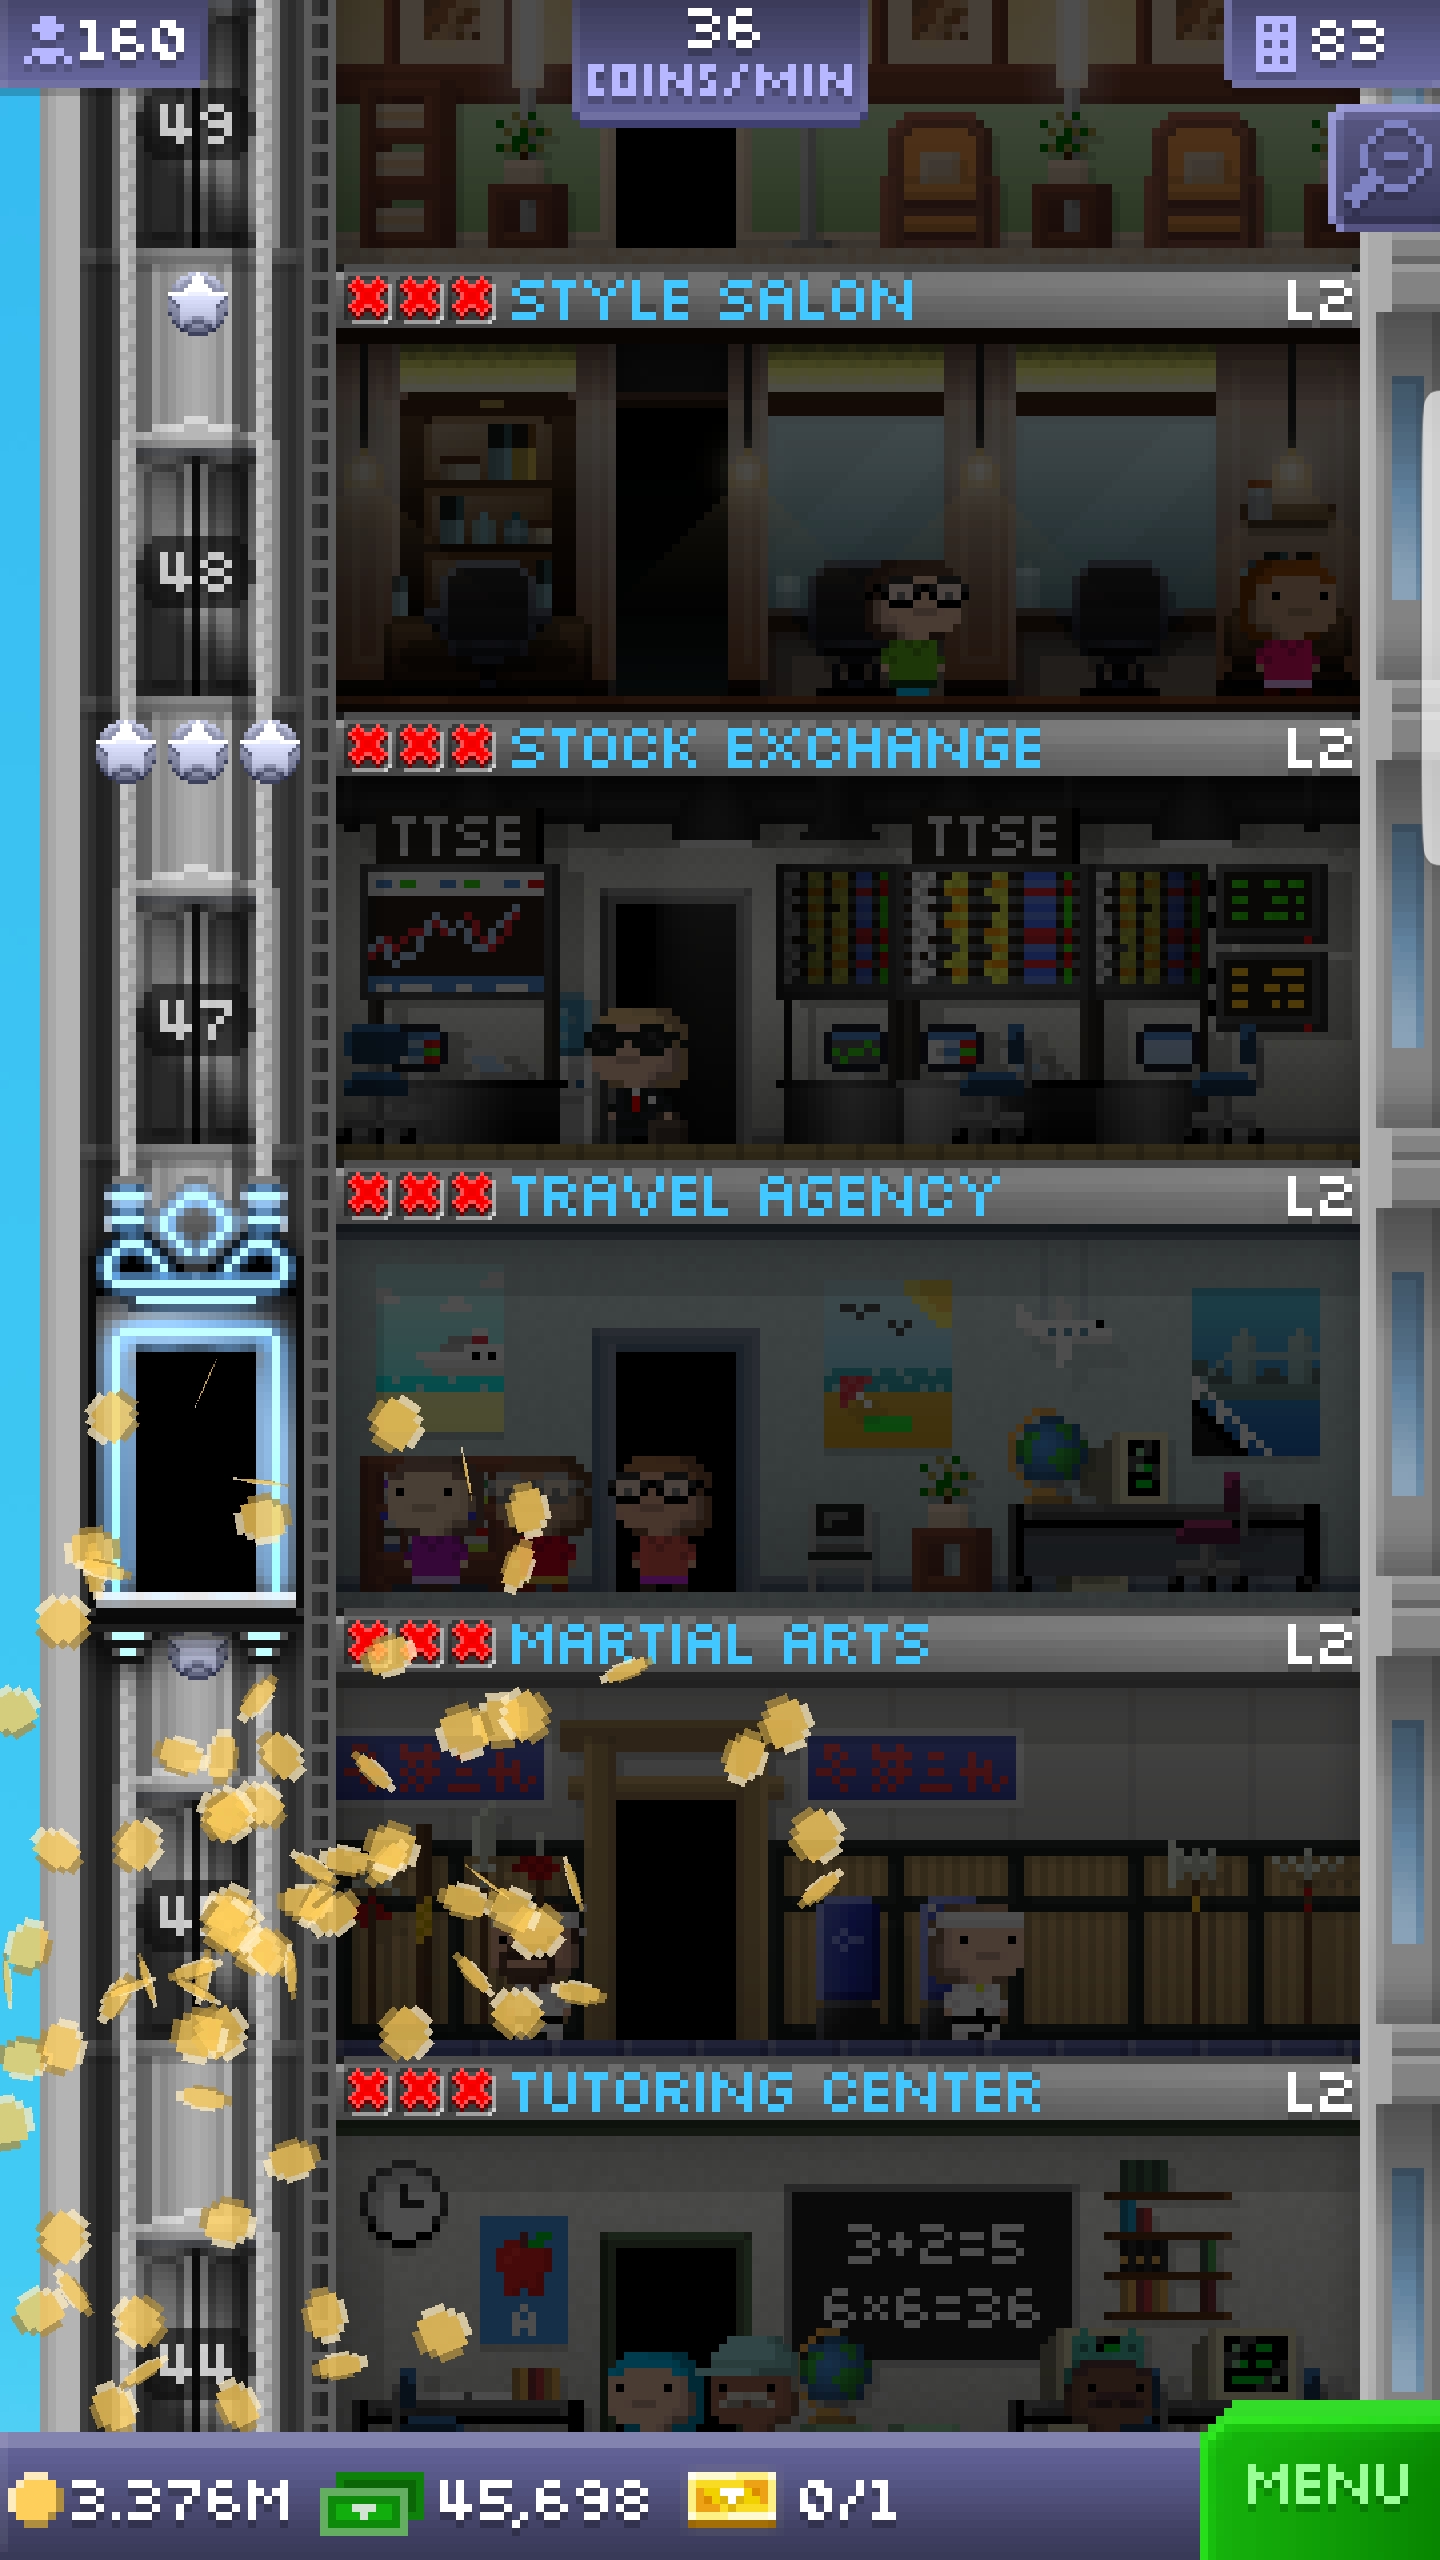 160
36
COINS/MIN
83
49
STYLE SALON L2
48
STOCK EXCHANGE L2
TTSE TTSE
47
TRAVEL AGENCY L2
MARTIAL ARTS L2
4
TUTORING CENTER L2
3+2=5
6×6=36
A
44
3.376M 45,698 0/1
MENU